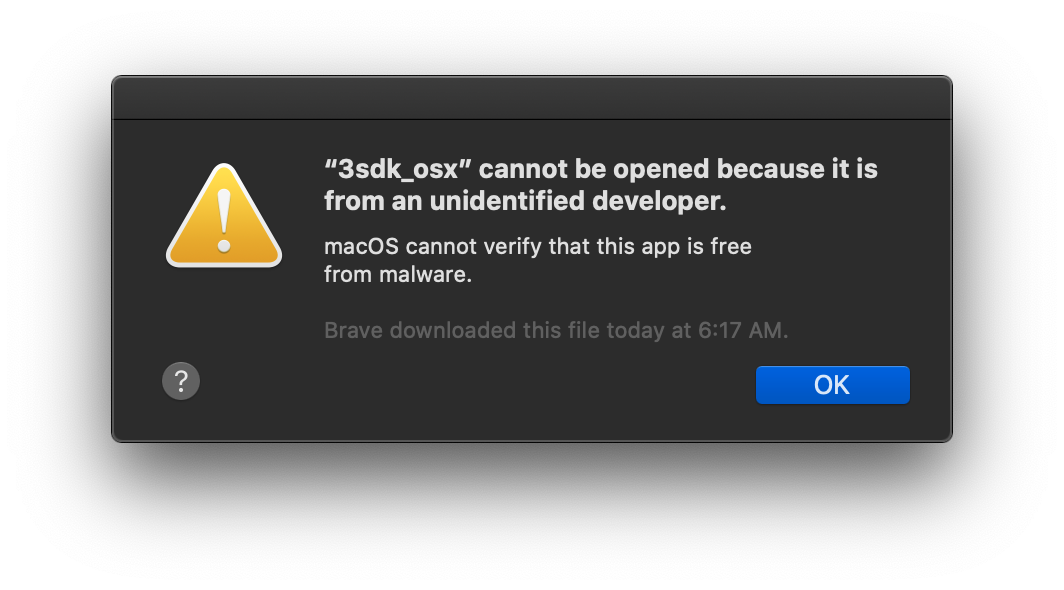 “3sdk_osx” cannot be opened because it is
from an unidentified developer.
macOS cannot verify that this app is free
from malware.
Brave downloaded this file today at 6:17 AM.
?
OK